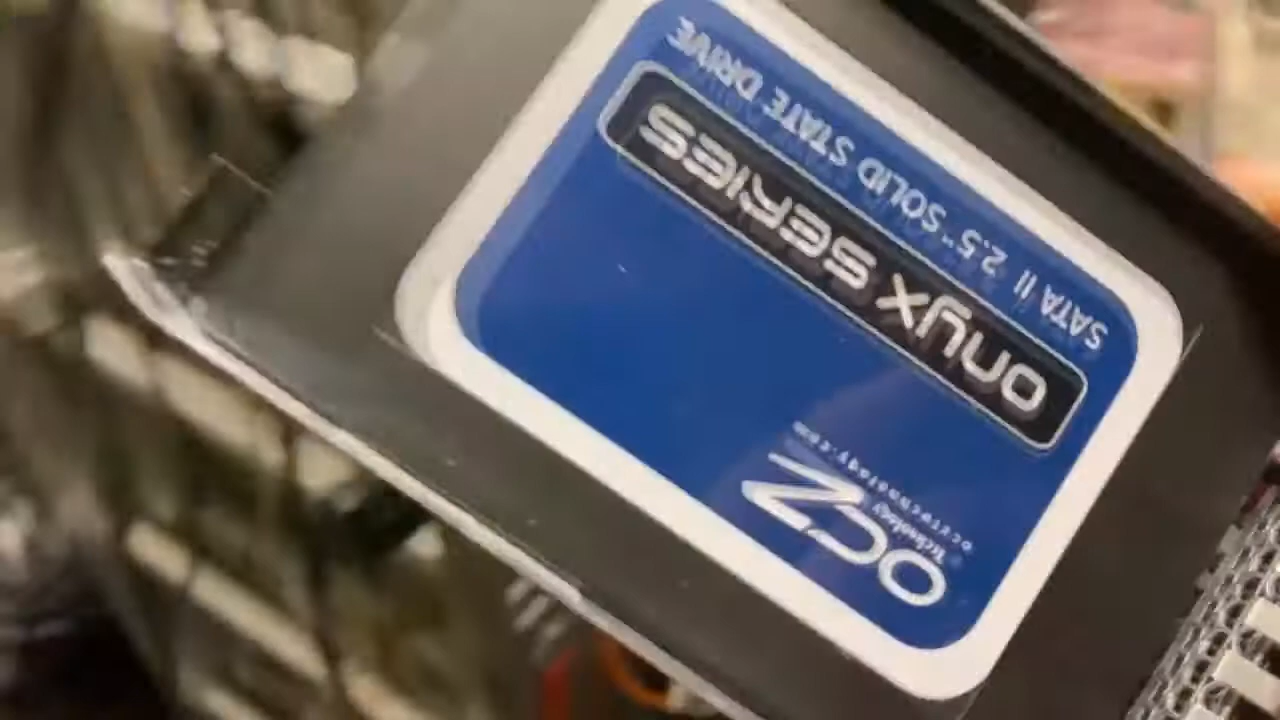 OCZ
Technology
ocztechnology.com
onyx series
SATA II 2.5" SOLID STATE DRIVE